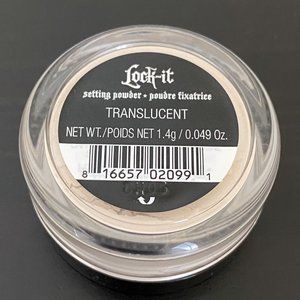 Lock-it
setting powder • poudre fixatrice
TRANSLUCENT
NET WT./POIDS NET 1.4g / 0.049 Oz.
8 16657 02099 1